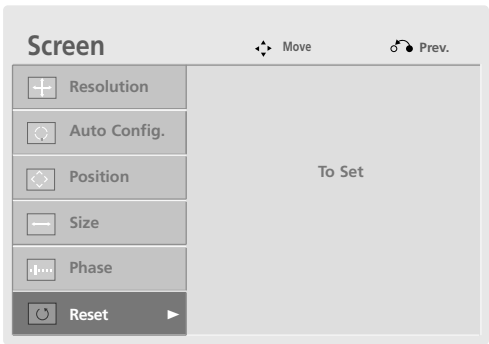 Screen
Move
Prev.
Resolution
Auto Config.
Position
Size
Phase
Reset
To Set